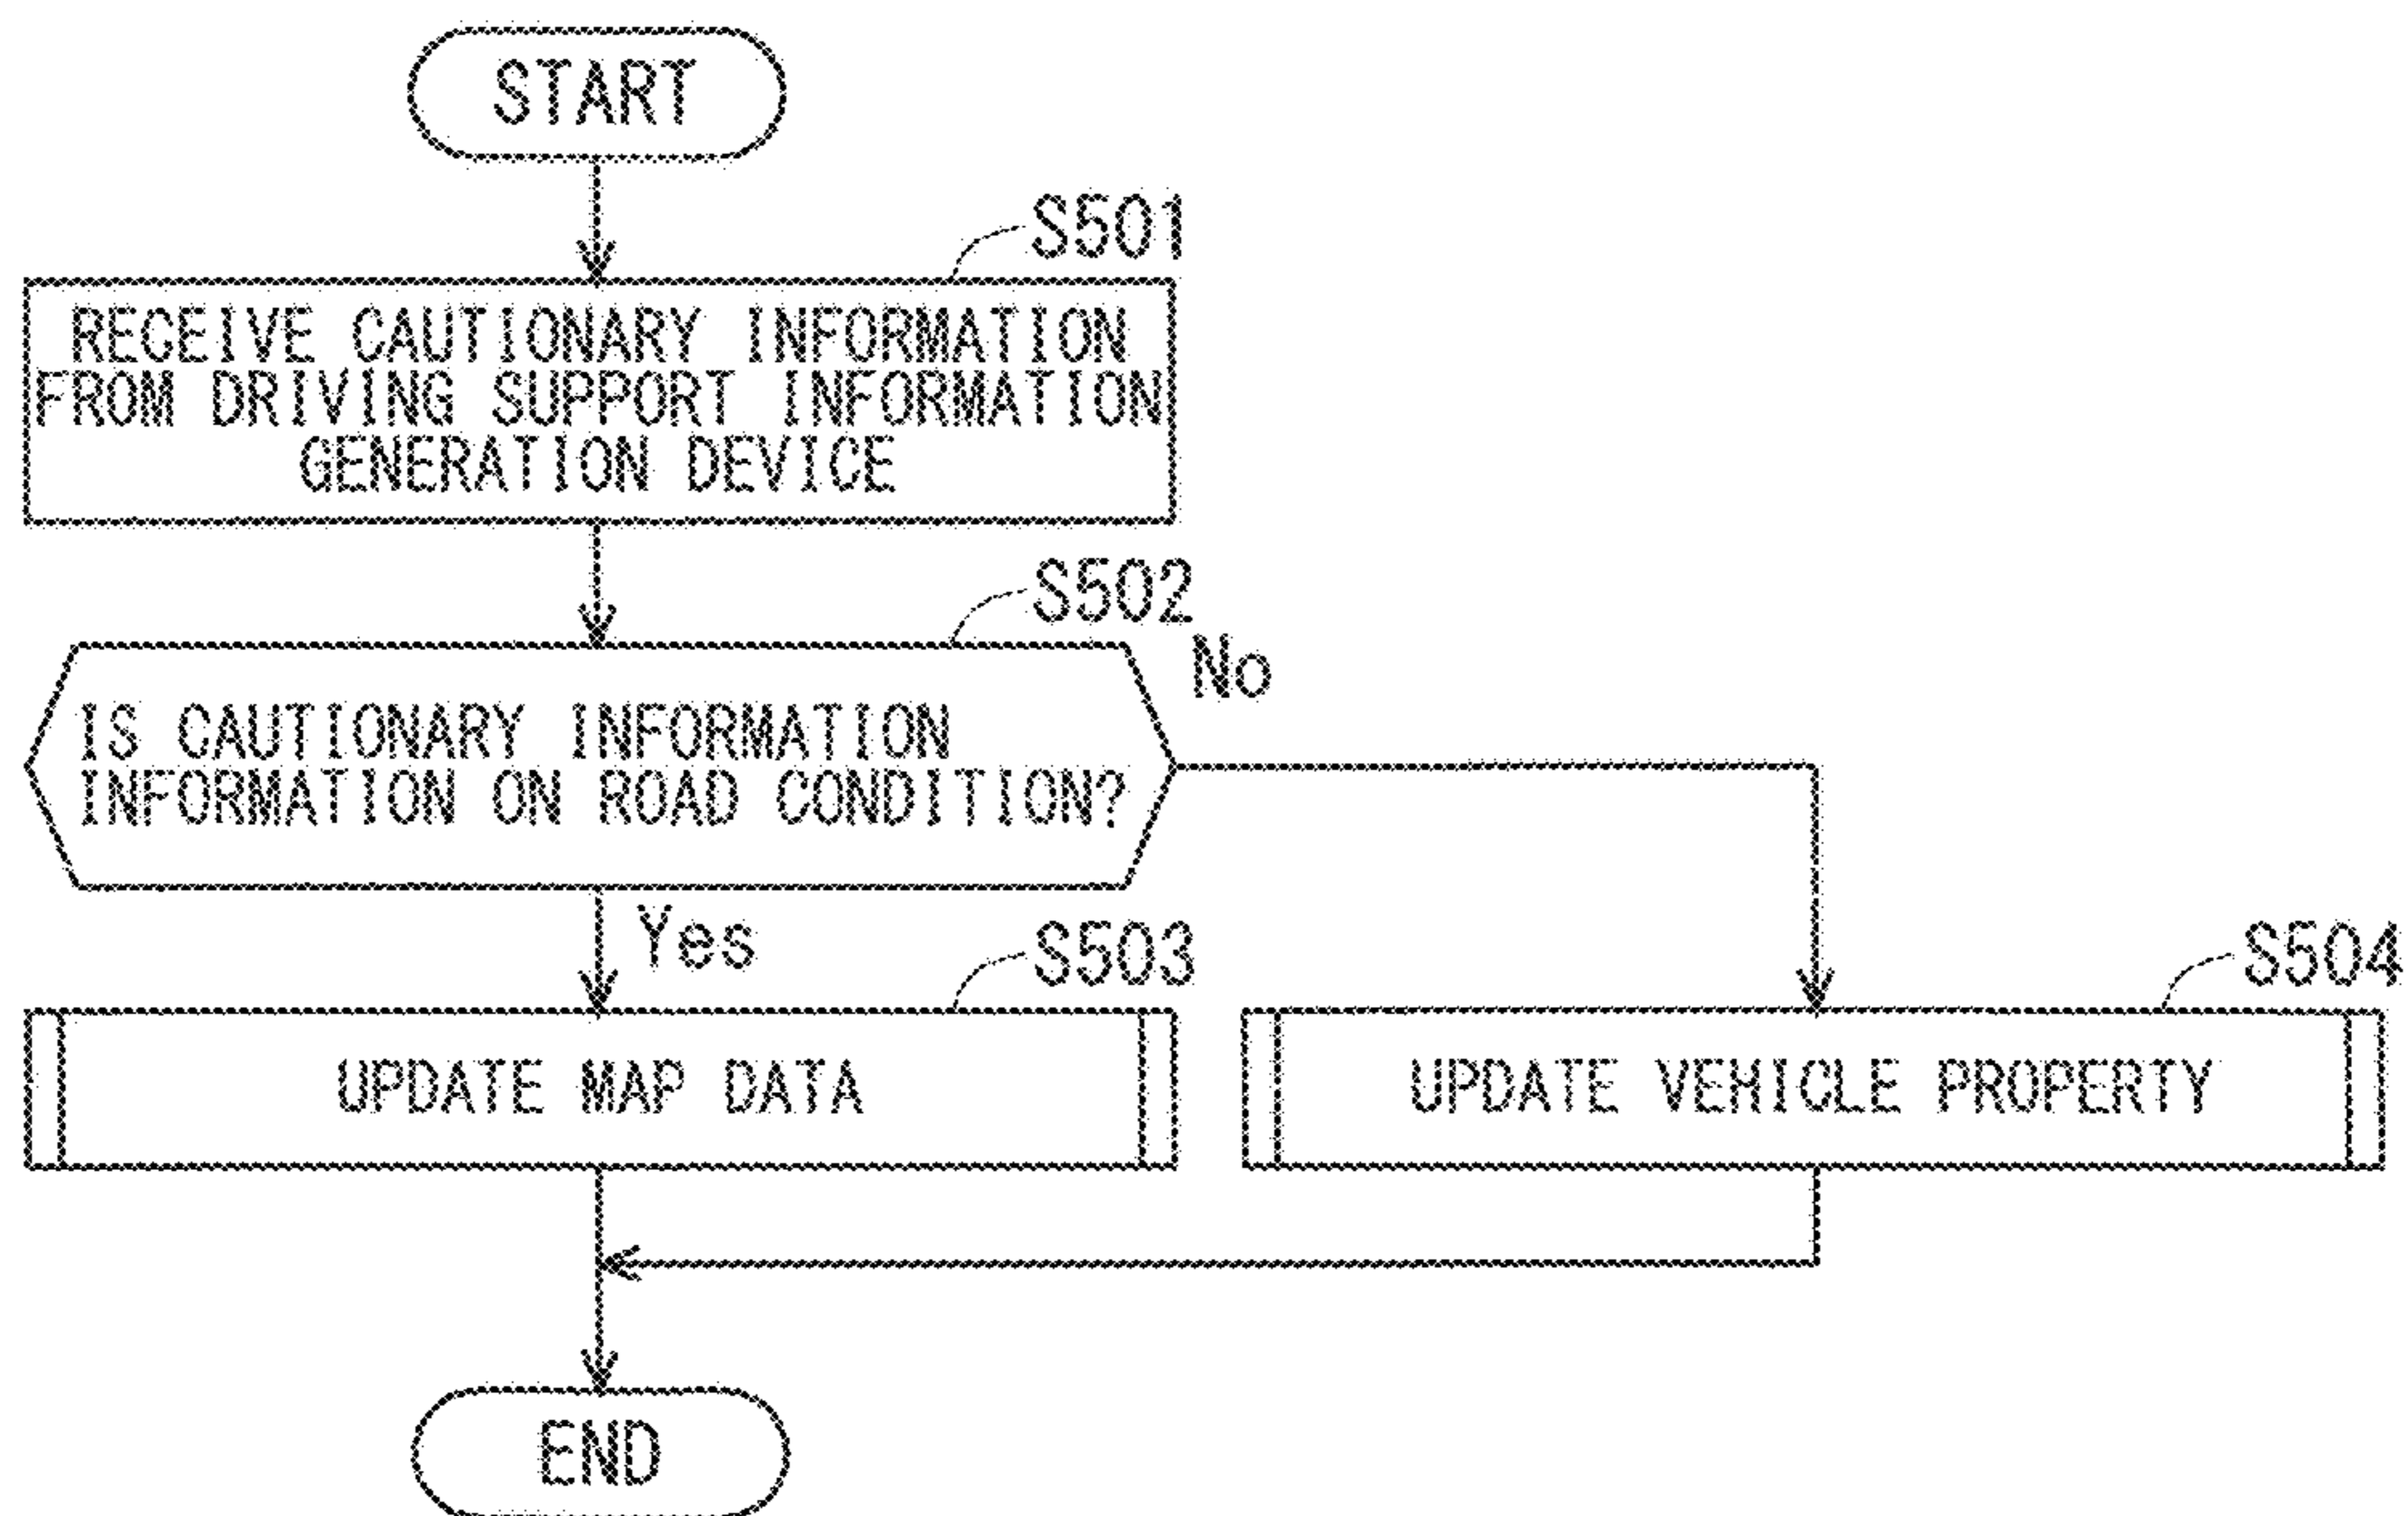 START
S501
RECEIVE CAUTIONARY INFORMATION
FROM DRIVING SUPPORT INFORMATION
GENERATION DEVICE
S502
No
IS CAUTIONARY INFORMATION
INFORMATION ON ROAD CONDITION?
Yes
S503
S504
UPDATE MAP DATA
UPDATE VEHICLE PROPERTY
END